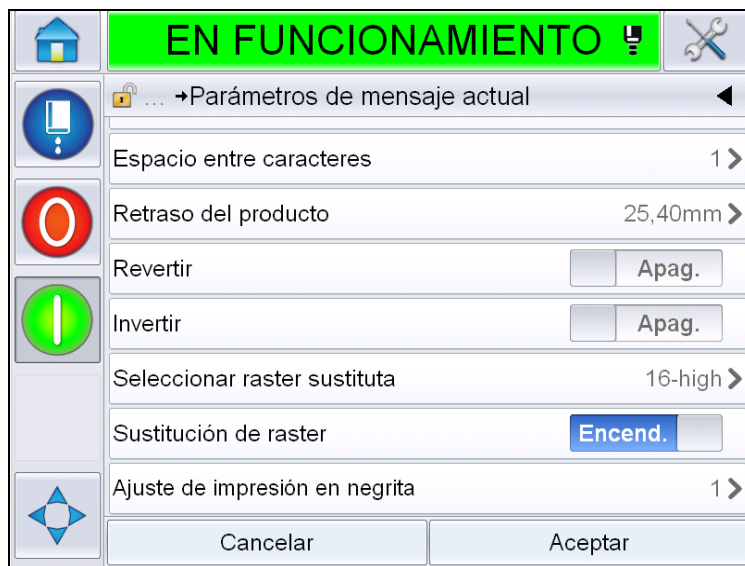 EN FUNCIONAMIENTO
... →Parámetros de mensaje actual
Espacio entre caracteres 1
Retraso del producto 25,40mm
Revertir Apag.
Invertir Apag.
Seleccionar raster sustituta 16-high
Sustitución de raster Encend.
Ajuste de impresión en negrita 1
Cancelar Aceptar